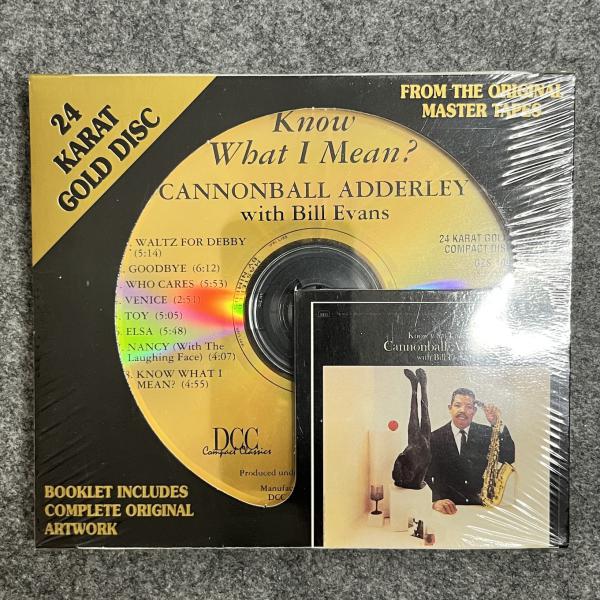 24
KARAT
GOLD DISC
FROM THE ORIGINAL
MASTER TAPES
Know
What I Mean?
CANNONBALL ADDERLEY
with Bill Evans
. WALTZ FOR DEBBY
(5:14)
. GOODBYE (6:12)
. WHO CARES (5:53)
. VENICE (2:51)
. TOY (5:05)
. ELSA (5:48)
. NANCY (With The
Laughing Face) (4:07)
. KNOW WHAT I
MEAN? (4:55)
24 KARAT GOLD
COMPACT DISC
DCC
Compact Classics
Produced und
Manufac
DCC
Know What I
Cannonball
with Bill
BOOKLET INCLUDES
COMPLETE ORIGINAL
ARTWORK